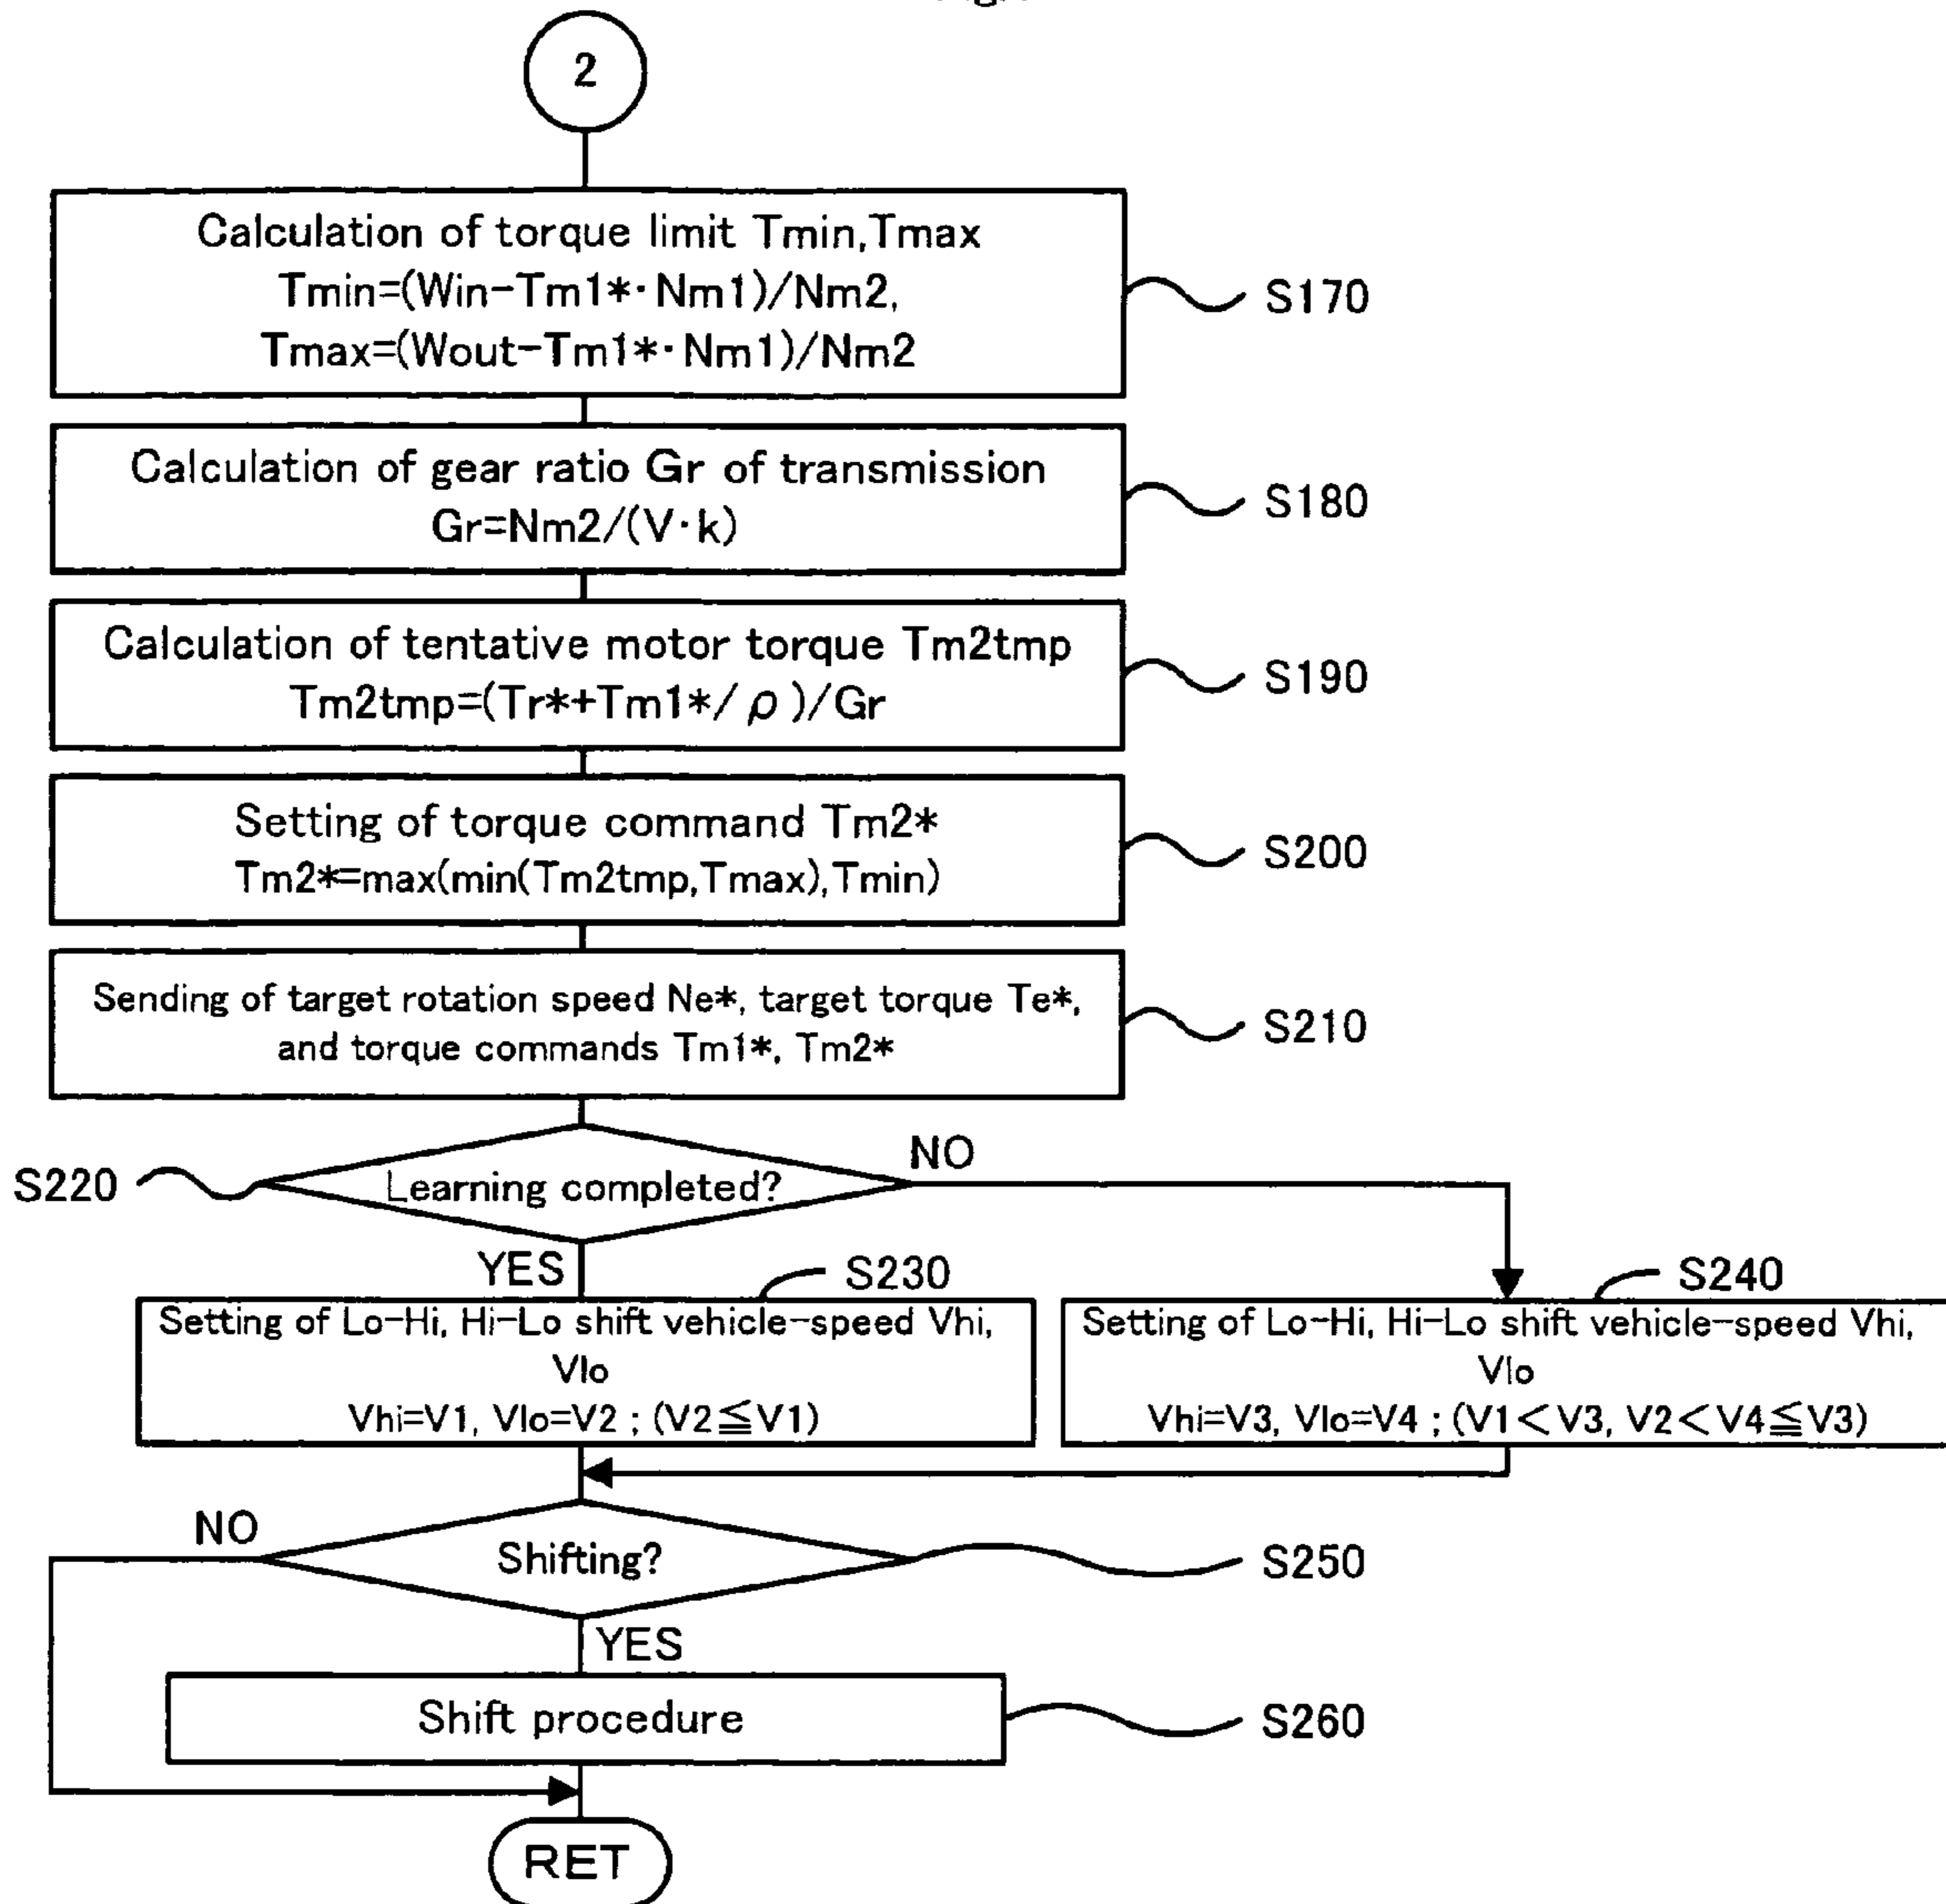 2
Calculation of torque limit Tmin,Tmax
Tmin=(Win-Tm1*·Nm1)/Nm2,
Tmax=(Wout-Tm1*·Nm1)/Nm2
S170
Calculation of gear ratio Gr of transmission
Gr=Nm2/(V·k)
S180
Calculation of tentative motor torque Tm2tmp
Tm2tmp=(Tr*+Tm1*/ρ)/Gr
S190
Setting of torque command Tm2*
Tm2*=max(min(Tm2tmp,Tmax),Tmin)
S200
Sending of target rotation speed Ne*, target torque Te*,
and torque commands Tm1*, Tm2*
S210
S220
Learning completed?
NO
YES
S230
Setting of Lo-Hi, Hi-Lo shift vehicle-speed Vhi,
Vlo
Vhi=V1, Vlo=V2 ; (V2≦V1)
S240
Setting of Lo-Hi, Hi-Lo shift vehicle-speed Vhi,
Vlo
Vhi=V3, Vlo=V4 ; (V1<V3, V2<V4≦V3)
NO
Shifting?
S250
YES
Shift procedure
S260
RET